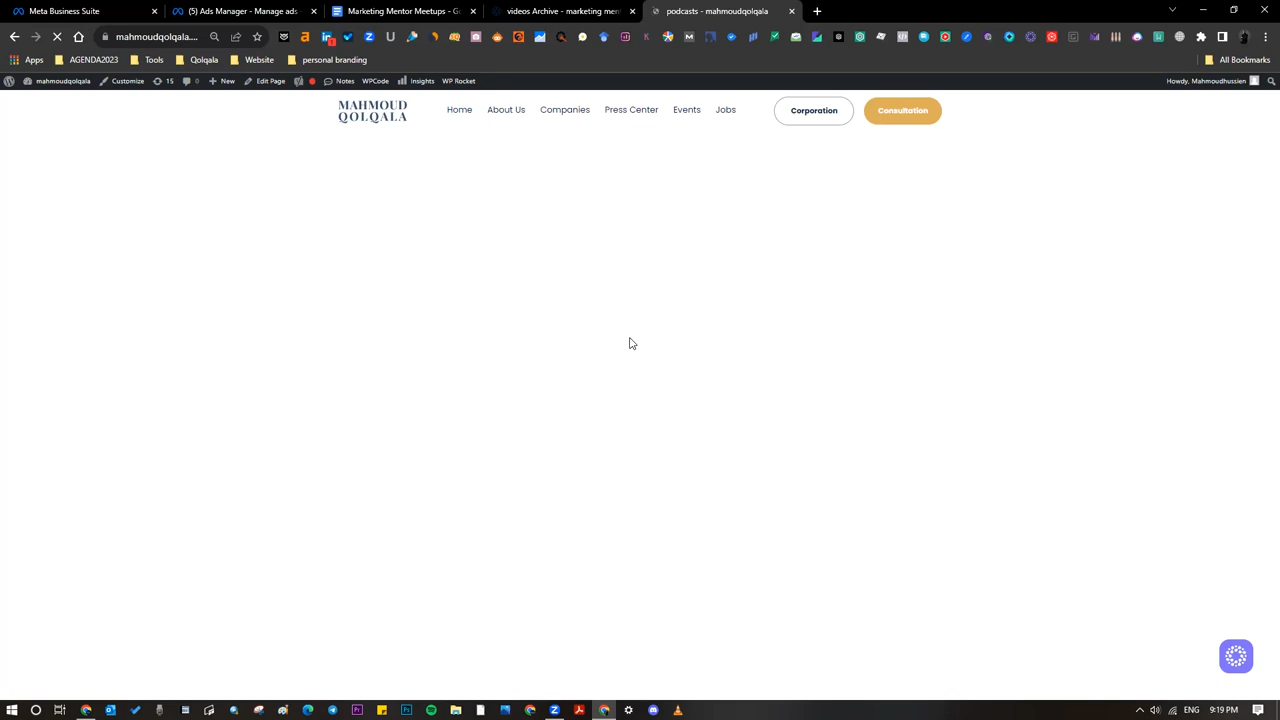 Meta Business Suite
(5) Ads Manager - Manage ads -
Marketing Mentor Meetups - Go
videos Archive - marketing men
podcasts - mahmoudqolqala
mahmoudqolqala....
Apps
AGENDA2023
Tools
Qolqala
Website
personal branding
All Bookmarks
mahmoudqolqala
Customize
15
0
New
Edit Page
Notes
WPCode
Insights
WP Rocket
Howdy, Mahmoudhussien
MAHMOUD
QOLQALA
Home
About Us
Companies
Press Center
Events
Jobs
Corporation
Consultation
ENG
9:19 PM